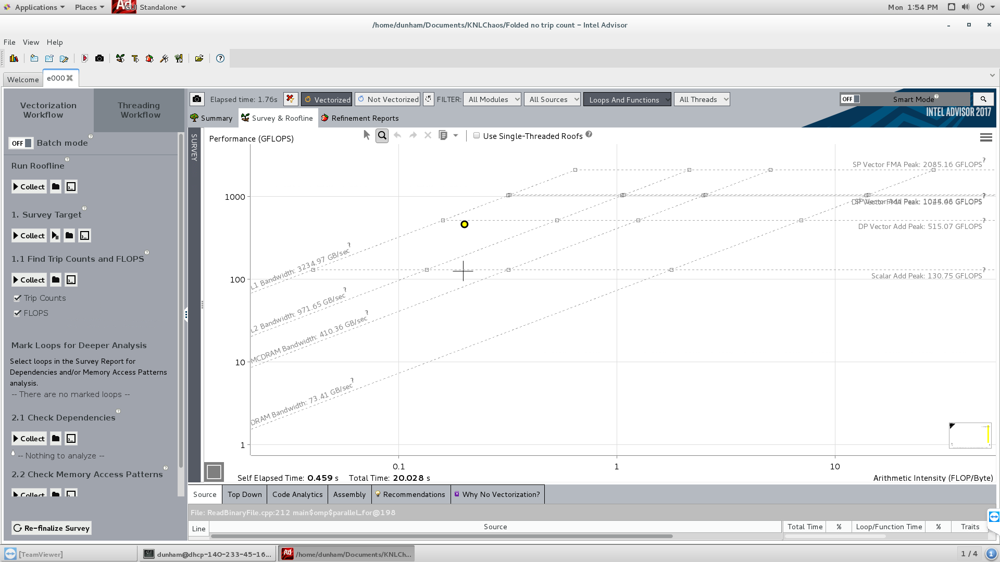 Applications Places GUI Standalone Mon 1:54 PM
/home/dunham/Documents/KNLChaos/Folded no trip count - Intel Advisor
File View Help
Welcome e000
Vectorization Workflow Threading Workflow
Elapsed time: 1.76s Vectorized Not Vectorized FILTER: All Modules All Sources Loops And Functions All Threads OFF Smart Mode
INTEL ADVISOR 2017
Summary Survey & Roofline Refinement Reports
OFF Batch mode
Run Roofline
Collect
1. Survey Target
Collect
1.1 Find Trip Counts and FLOPS
Collect
Trip Counts
FLOPS
Mark Loops for Deeper Analysis
Select loops in the Survey Report for
Dependencies and/or Memory Access Patterns
analysis.
-- There are no marked loops --
2.1 Check Dependencies
Collect
-- Nothing to analyze --
2.2 Check Memory Access Patterns
Collect
Re-finalize Survey
SURVEY
Performance (GFLOPS) Use Single-Threaded Roofs
SP Vector FMA Peak: 2085.16 GFLOPS
1000
DP Vector Add Peak: 515.07 GFLOPS
L1 Bandwidth: 3234.97 GB/sec
Scalar Add Peak: 130.75 GFLOPS
100
L2 Bandwidth: 971.65 GB/sec
MCDRAM Bandwidth: 410.36 GB/sec
10
DRAM Bandwidth: 73.41 GB/sec
1
0.1 1 10
Self Elapsed Time: 0.459 s Total Time: 20.028 s Arithmetic Intensity (FLOP/Byte)
Source Top Down Code Analytics Assembly Recommendations Why No Vectorization?
File: ReadBinaryFile.cpp:212 main$omp$parallel_for@198
Line Source Total Time % Loop/Function Time % Traits
[TeamViewer] dunham@dhcp-140-233-45-16... /home/dunham/Documents/KNLCh... 1 / 4 1